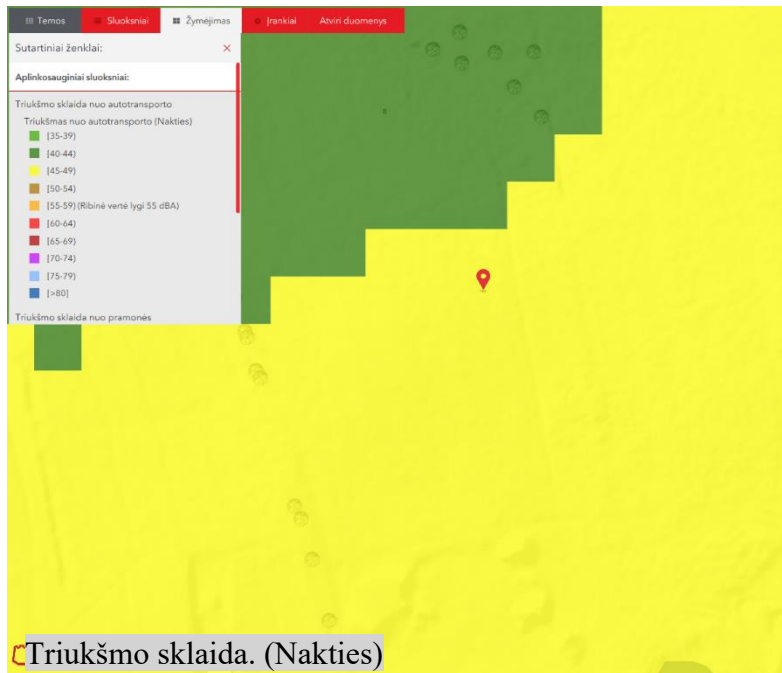 Temos Sluoksniai Žymėjimas Įrankiai Atviri duomenys
Sutartiniai ženklai:
Aplinkosauginiai sluoksniai:
Triukšmo sklaida nuo autotransporto
Triukšmas nuo autotransporto (Nakties)
[35-39)
[40-44)
[45-49)
[50-54)
[55-59) (Ribinė vertė lygi 55 dBA)
[60-64)
[65-69)
[70-74)
[75-79)
[>80]
Triukšmo sklaida nuo pramonės
Triukšmo sklaida. (Nakties)